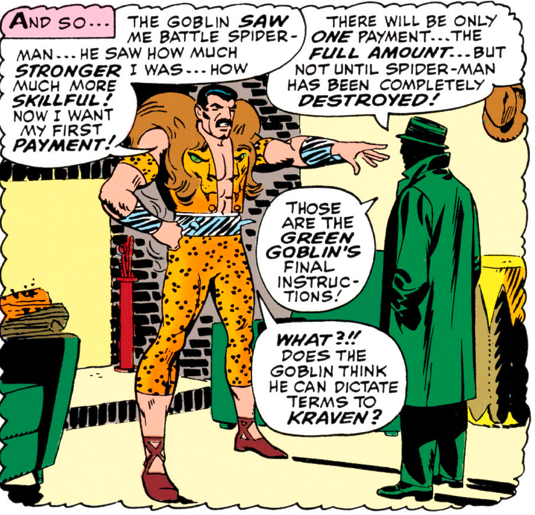 AND SO...
THE GOBLIN SAW
ME BATTLE SPIDER-
MAN...HE SAW HOW MUCH
STRONGER I WAS...HOW
MUCH MORE
SKILLFUL!
NOW I WANT
MY FIRST
PAYMENT!
THERE WILL BE ONLY
ONE PAYMENT...THE
FULL AMOUNT...BUT
NOT UNTIL SPIDER-MAN
HAS BEEN COMPLETELY
DESTROYED!
THOSE
ARE THE
GREEN
GOBLIN'S
FINAL
INSTRUC-
TIONS!
WHAT?!!
DOES THE
GOBLIN THINK
HE CAN DICTATE
TERMS TO
KRAVEN?